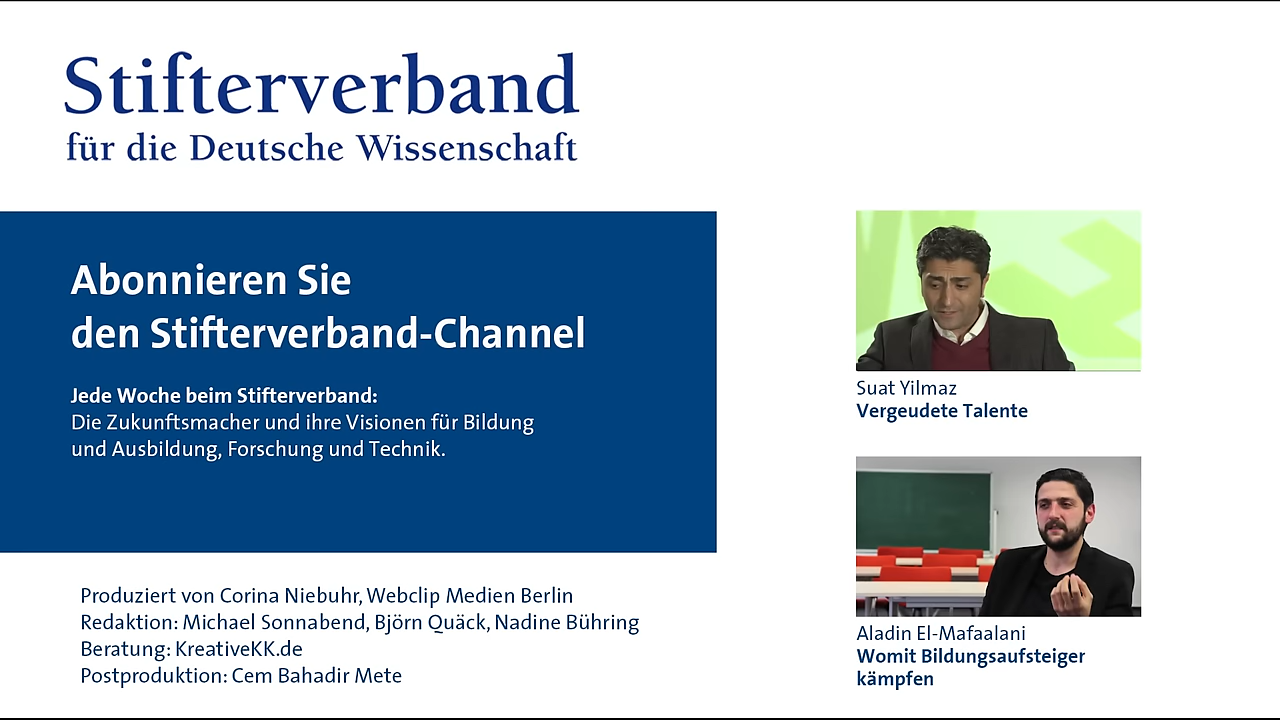 Stifterverband
für die Deutsche Wissenschaft
Abonnieren Sie
den Stifterverband-Channel
Jede Woche beim Stifterverband:
Die Zukunftsmacher und ihre Visionen für Bildung
und Ausbildung, Forschung und Technik.
Suat Yilmaz
Vergeudete Talente
Aladin El-Mafaalani
Womit Bildungsaufsteiger
kämpfen
Produziert von Corina Niebuhr, Webclip Medien Berlin
Redaktion: Michael Sonnabend, Björn Quäck, Nadine Bühring
Beratung: KreativeKK.de
Postproduktion: Cem Bahadir Mete